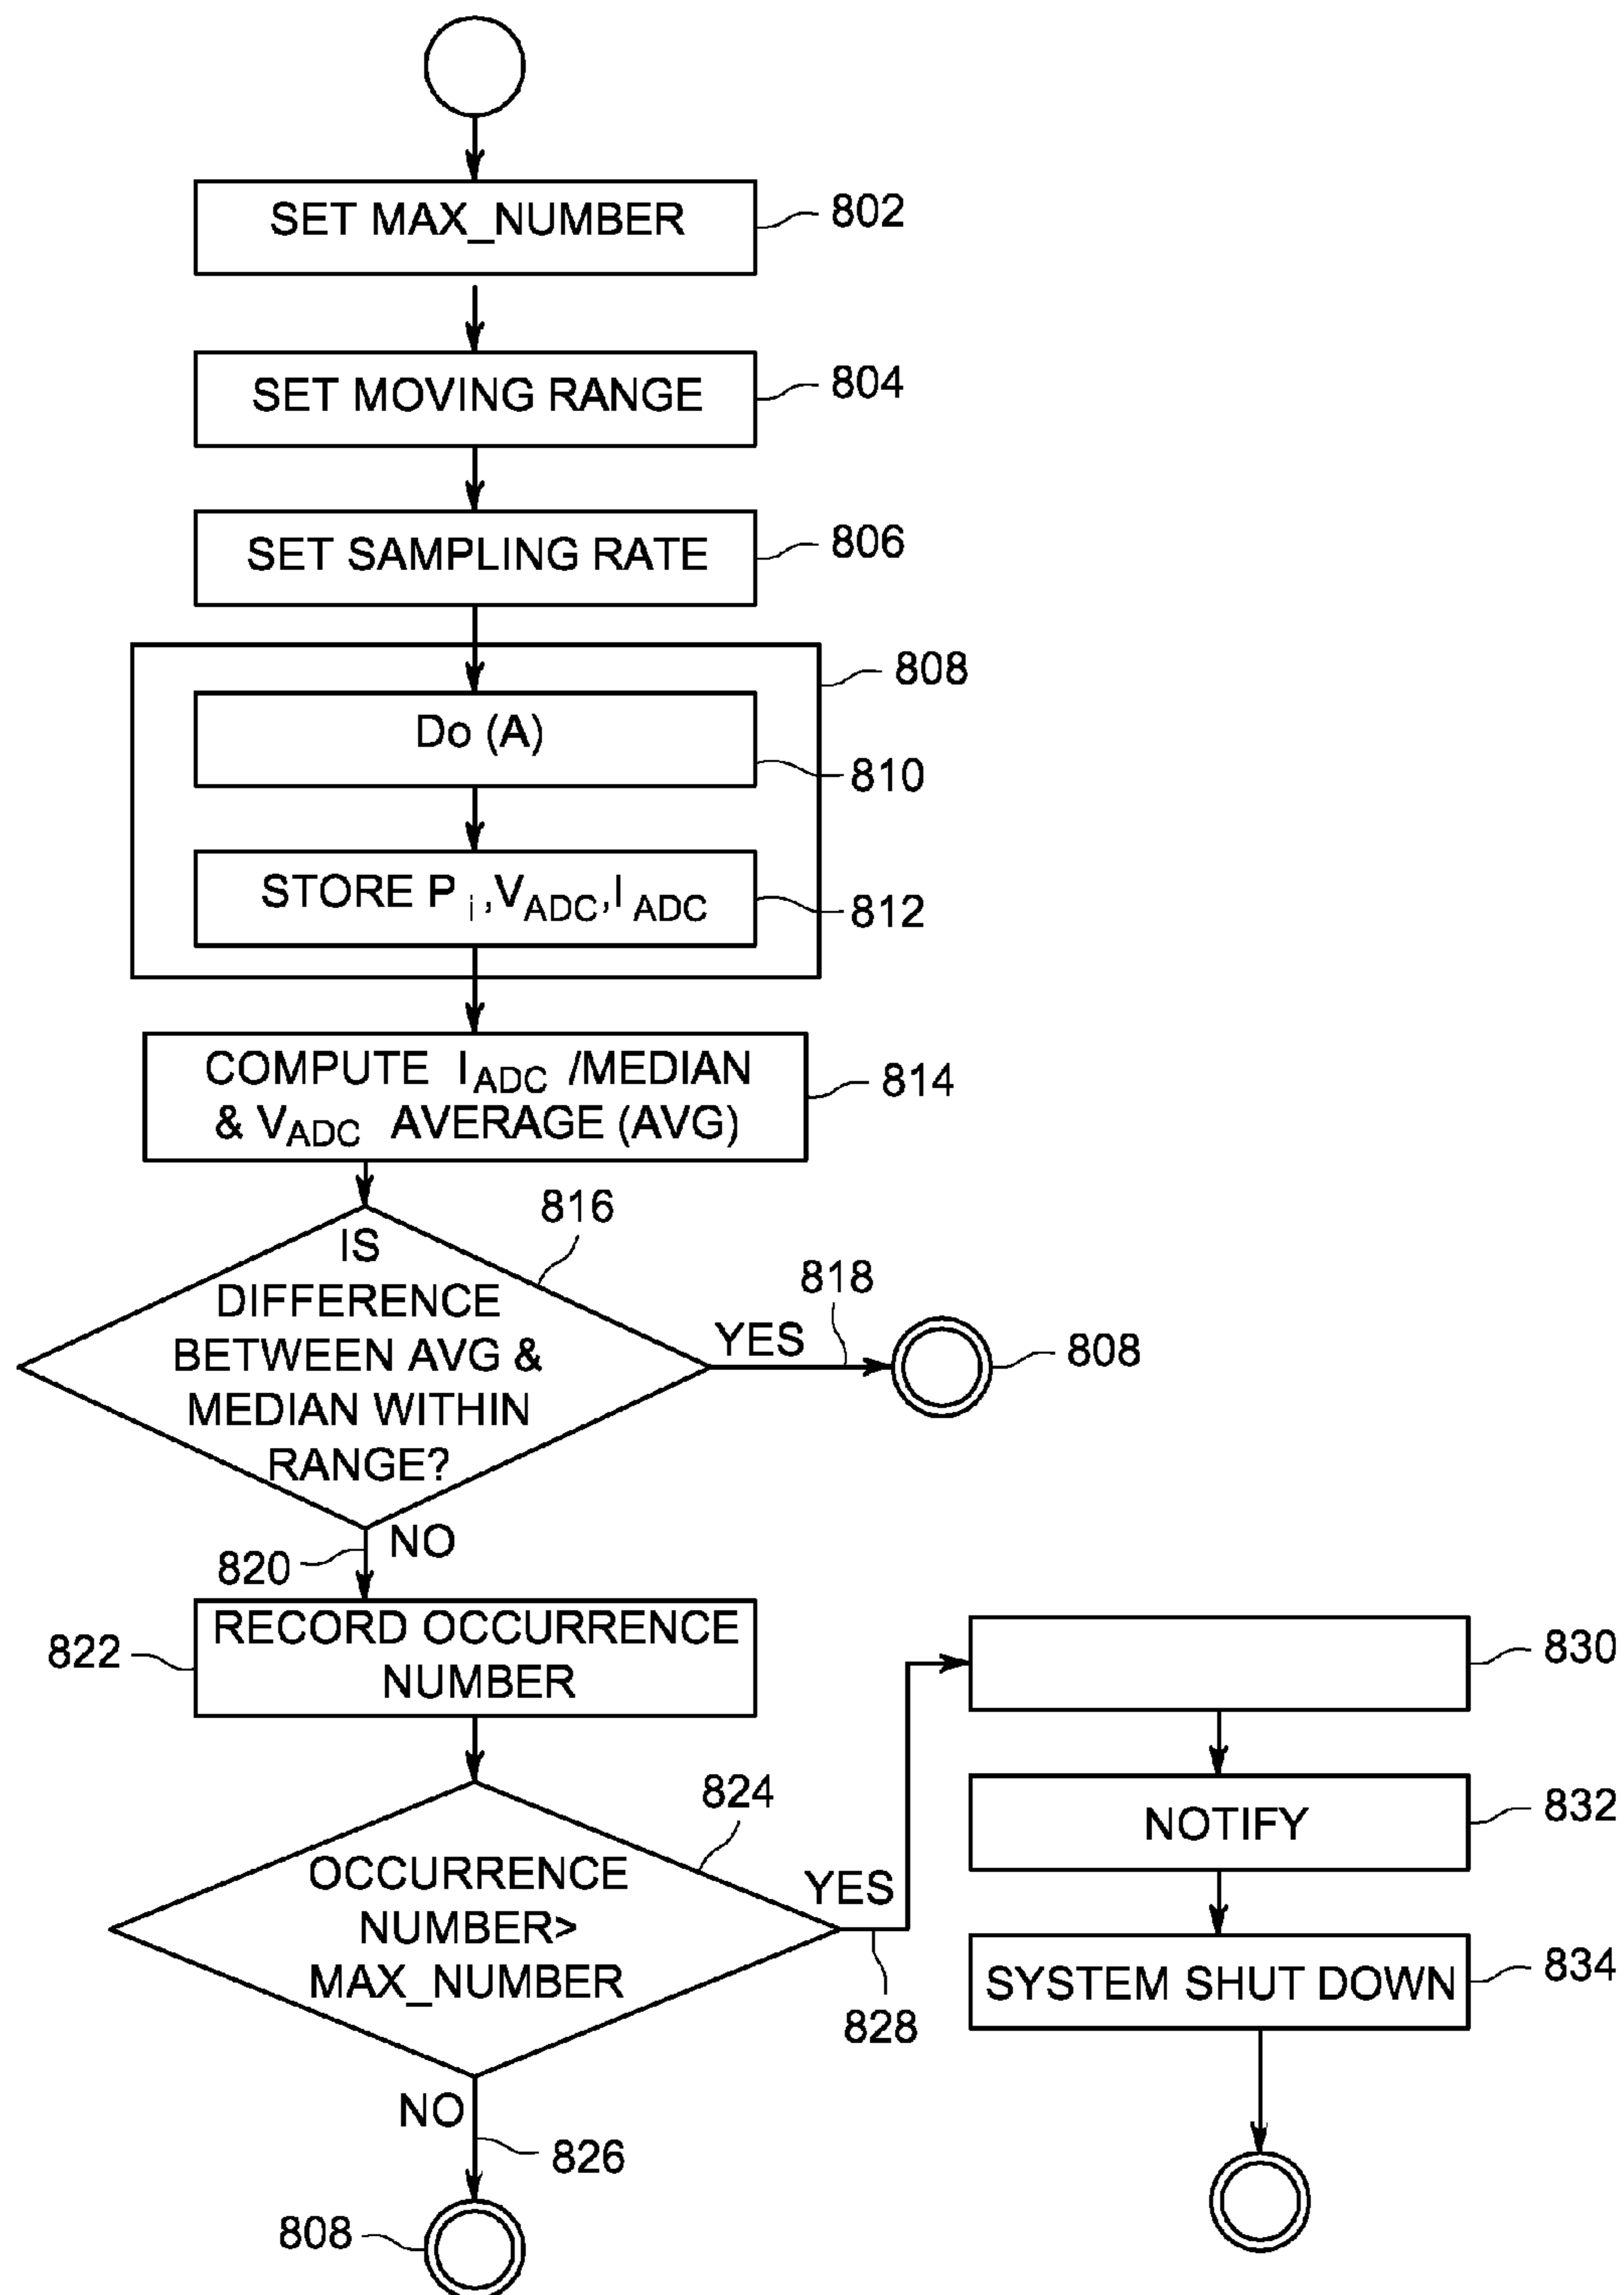 SET MAX_NUMBER
802
SET MOVING RANGE
804
SET SAMPLING RATE
806
808
Do (A)
810
STORE P i ,VADC,I ADC
812
COMPUTE IADC /MEDIAN
& VADC AVERAGE (AVG)
814
816
IS
DIFFERENCE
BETWEEN AVG &
MEDIAN WITHIN
RANGE?
YES
818
808
NO
820
RECORD OCCURRENCE
NUMBER
822
824
OCCURRENCE
NUMBER>
MAX_NUMBER
YES
828
830
NOTIFY
832
SYSTEM SHUT DOWN
834
NO
826
808